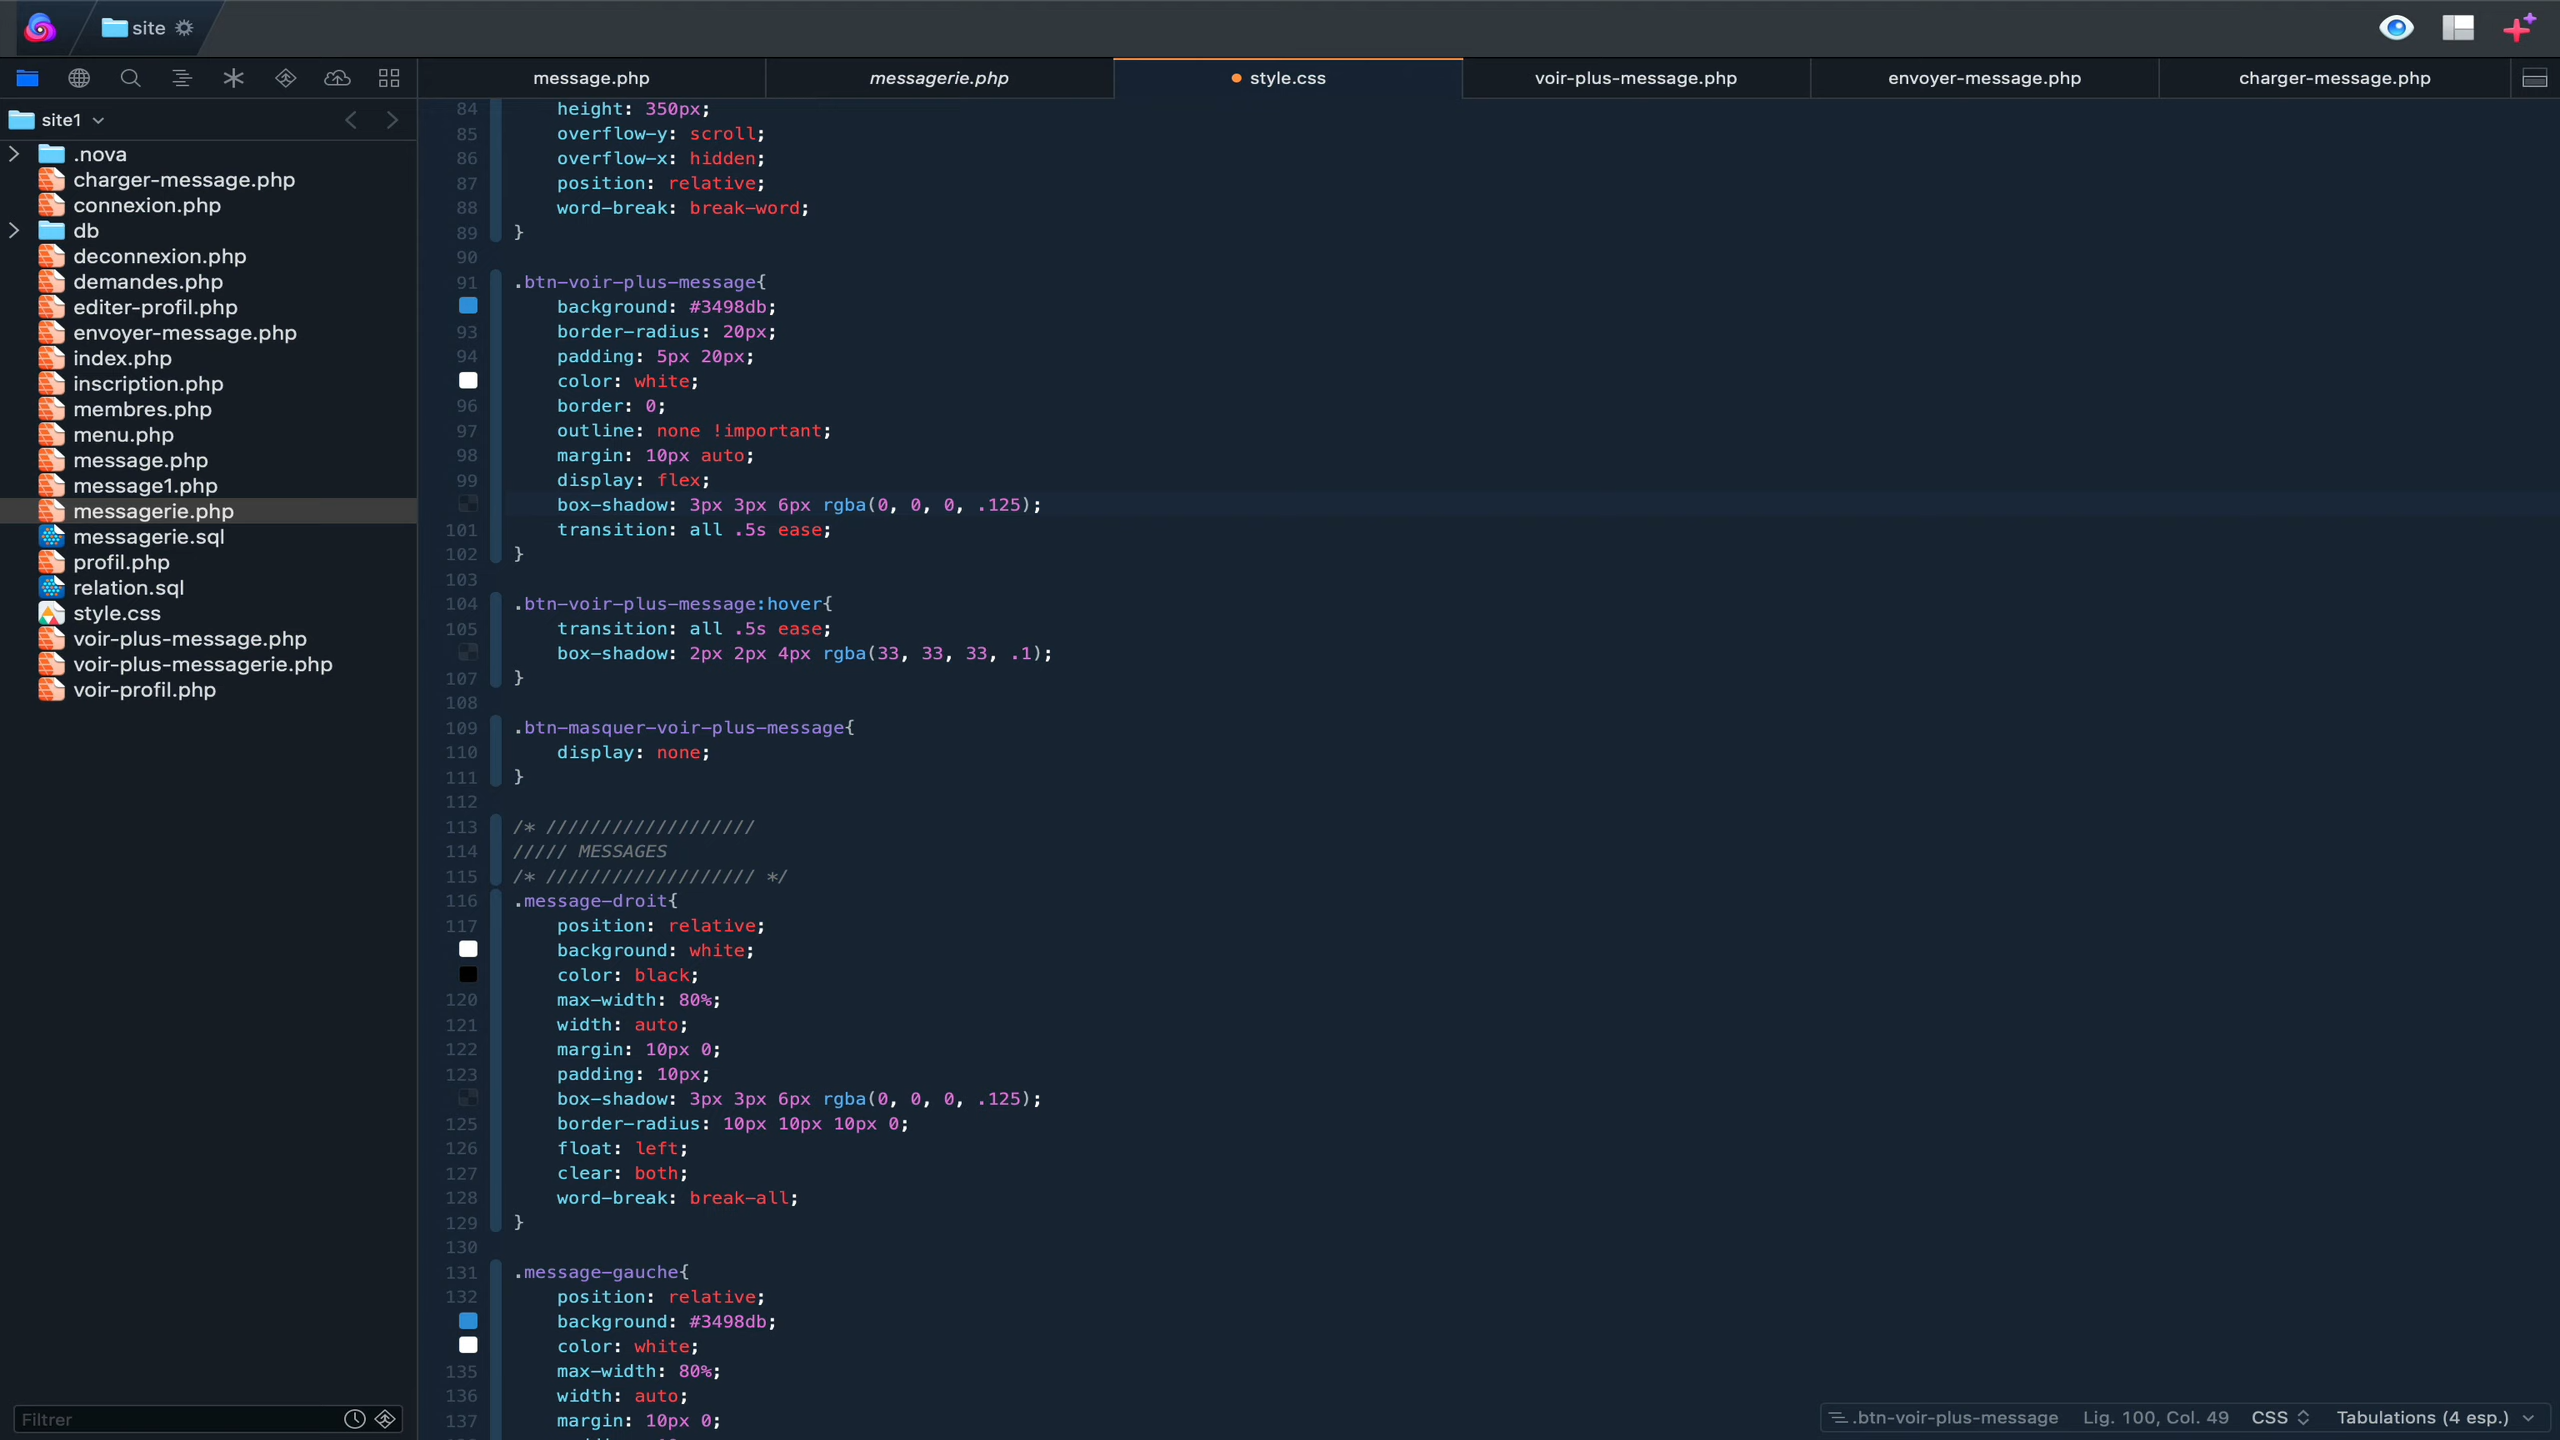 site
message.php
messagerie.php
style.css
voir-plus-message.php
envoyer-message.php
charger-message.php
site1
.nova
charger-message.php
connexion.php
db
deconnexion.php
demandes.php
editer-profil.php
envoyer-message.php
index.php
inscription.php
membres.php
menu.php
message.php
message1.php
messagerie.php
messagerie.sql
profil.php
relation.sql
style.css
voir-plus-message.php
voir-plus-messagerie.php
voir-profil.php
Filtrer
84 height: 350px;
85 overflow-y: scroll;
86 overflow-x: hidden;
87 position: relative;
88 word-break: break-word;
89 }
90
91 .btn-voir-plus-message{
background: #3498db;
93 border-radius: 20px;
94 padding: 5px 20px;
color: white;
96 border: 0;
97 outline: none !important;
98 margin: 10px auto;
99 display: flex;
box-shadow: 3px 3px 6px rgba(0, 0, 0, .125);
101 transition: all .5s ease;
102 }
103
104 .btn-voir-plus-message:hover{
105 transition: all .5s ease;
box-shadow: 2px 2px 4px rgba(33, 33, 33, .1);
107 }
108
109 .btn-masquer-voir-plus-message{
110 display: none;
111 }
112
113 /* ///////////////////
114 ///// MESSAGES
115 /* /////////////////// */
116 .message-droit{
117 position: relative;
background: white;
color: black;
120 max-width: 80%;
121 width: auto;
122 margin: 10px 0;
123 padding: 10px;
box-shadow: 3px 3px 6px rgba(0, 0, 0, .125);
125 border-radius: 10px 10px 10px 0;
126 float: left;
127 clear: both;
128 word-break: break-all;
129 }
130
131 .message-gauche{
132 position: relative;
background: #3498db;
color: white;
135 max-width: 80%;
136 width: auto;
137 margin: 10px 0;
.btn-voir-plus-message
Lig. 100, Col. 49
CSS
Tabulations (4 esp.)